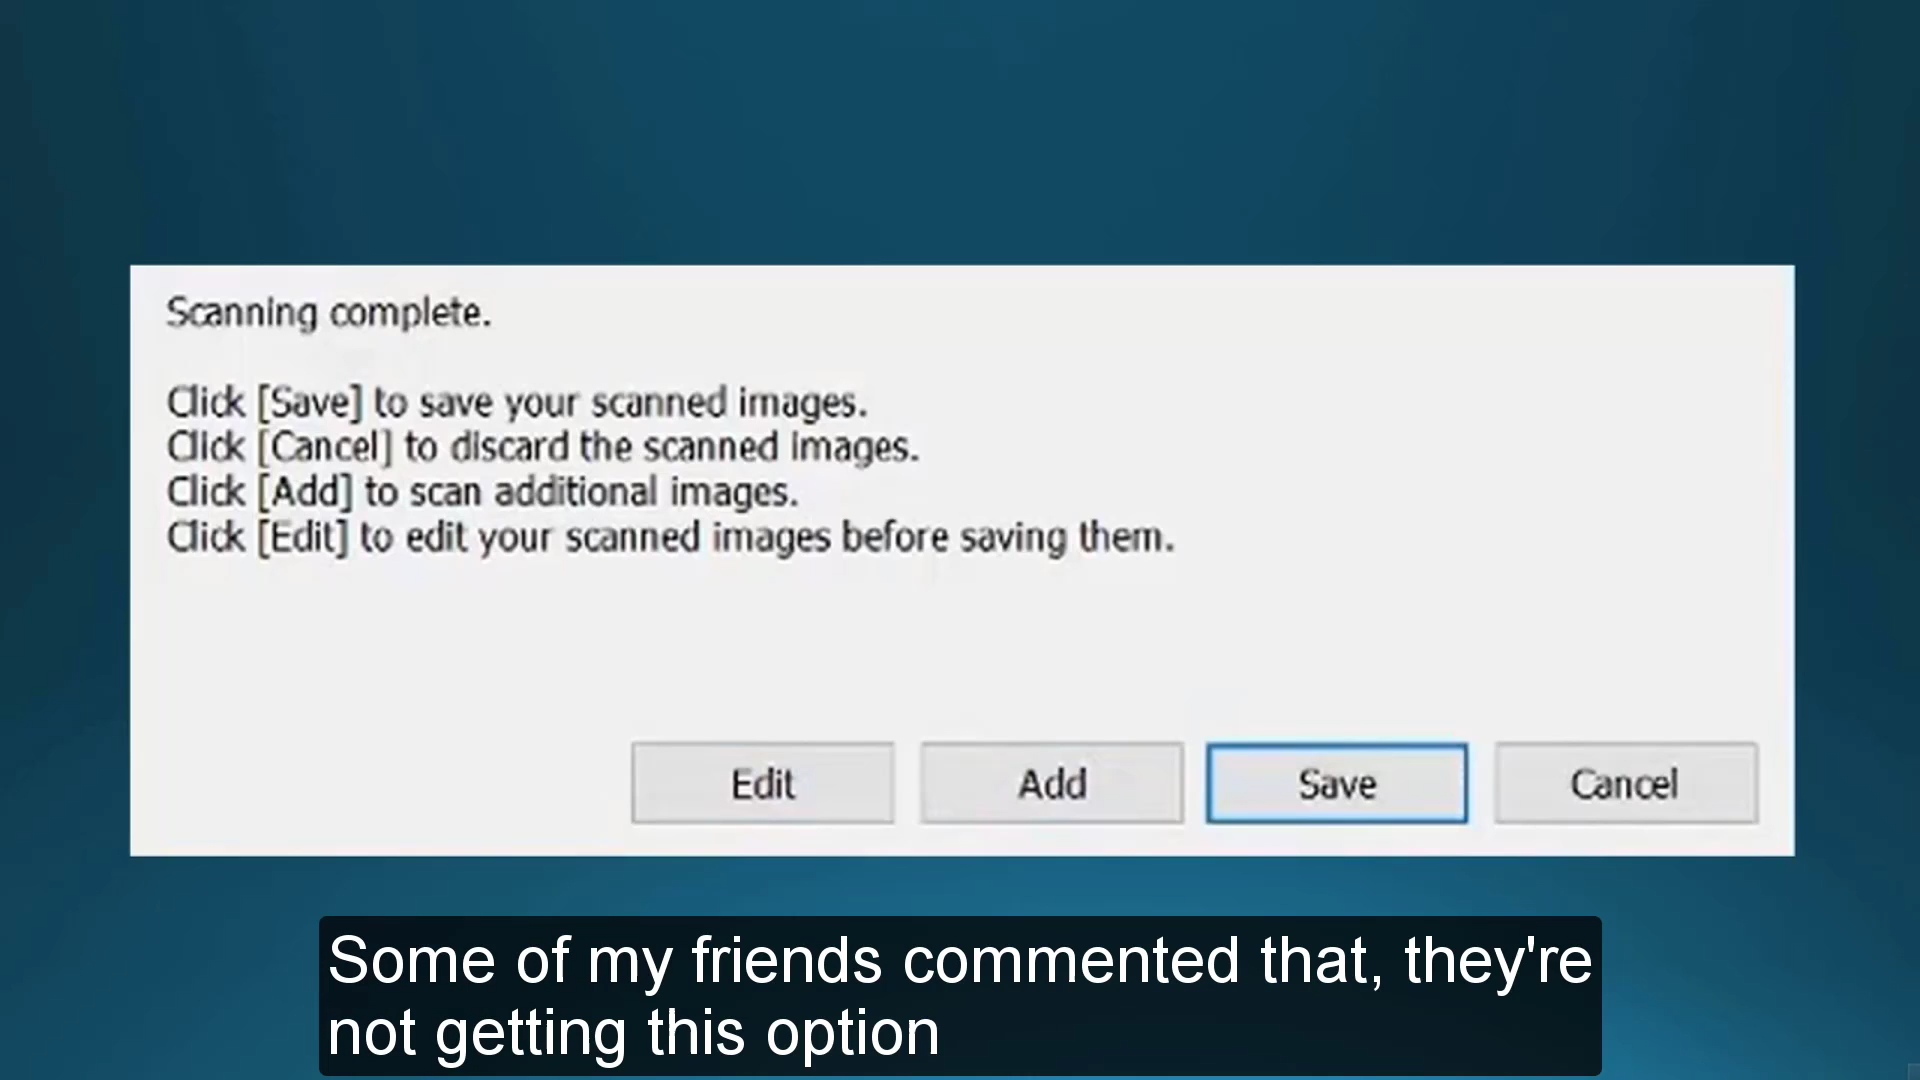 Scanning complete.
Click [Save] to save your scanned images.
Click [Cancel] to discard the scanned images.
Click [Add] to scan additional images.
Click [Edit] to edit your scanned images before saving them.
Edit
Add
Save
Cancel
Some of my friends commented that, they're
not getting this option